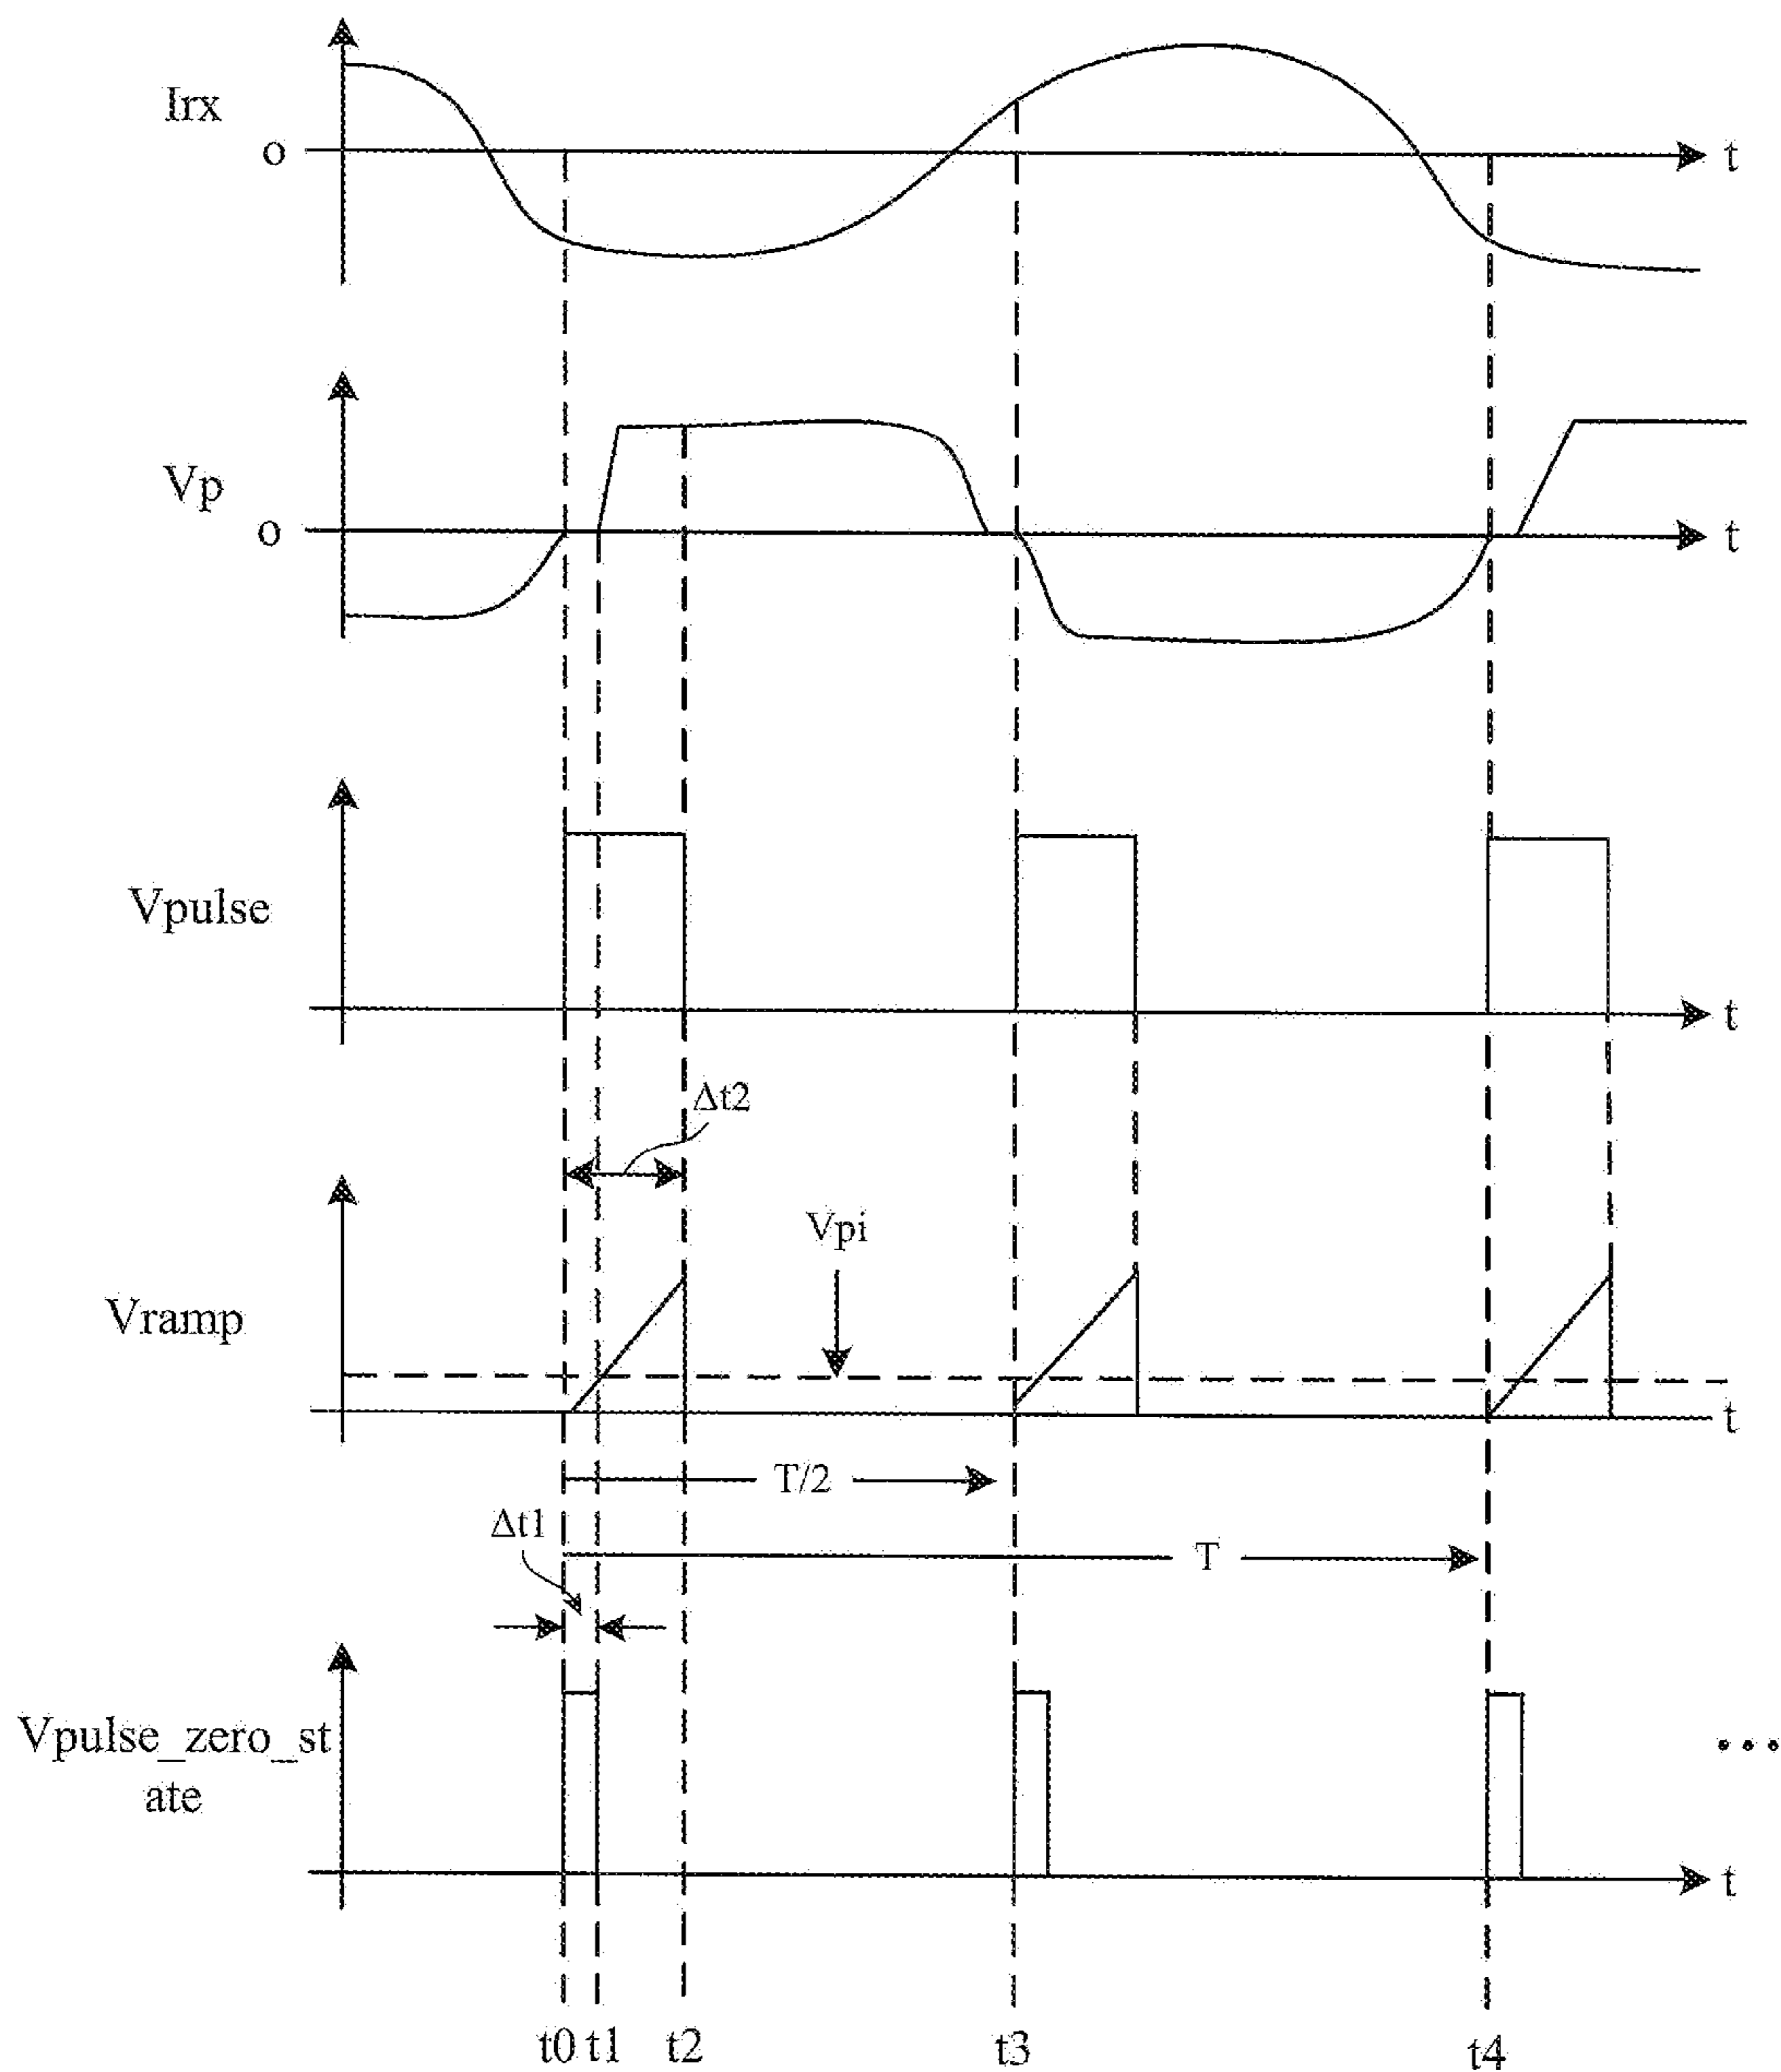 Irx
o
t
Vp
o
t
Vpulse
t
Δt2
Vpi
Vramp
t
T/2
Δt1
T
Vpulse_zero_st
ate
...
t
t0 t1 t2 t3 t4